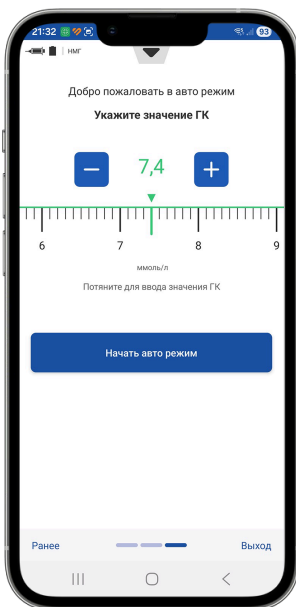 21:32 93
НМГ
Добро пожаловать в авто режим
Укажите значение ГК
7,4
6 7 8 9
ммоль/л
Потяните для ввода значения ГК
Начать авто режим
Ранее Выход